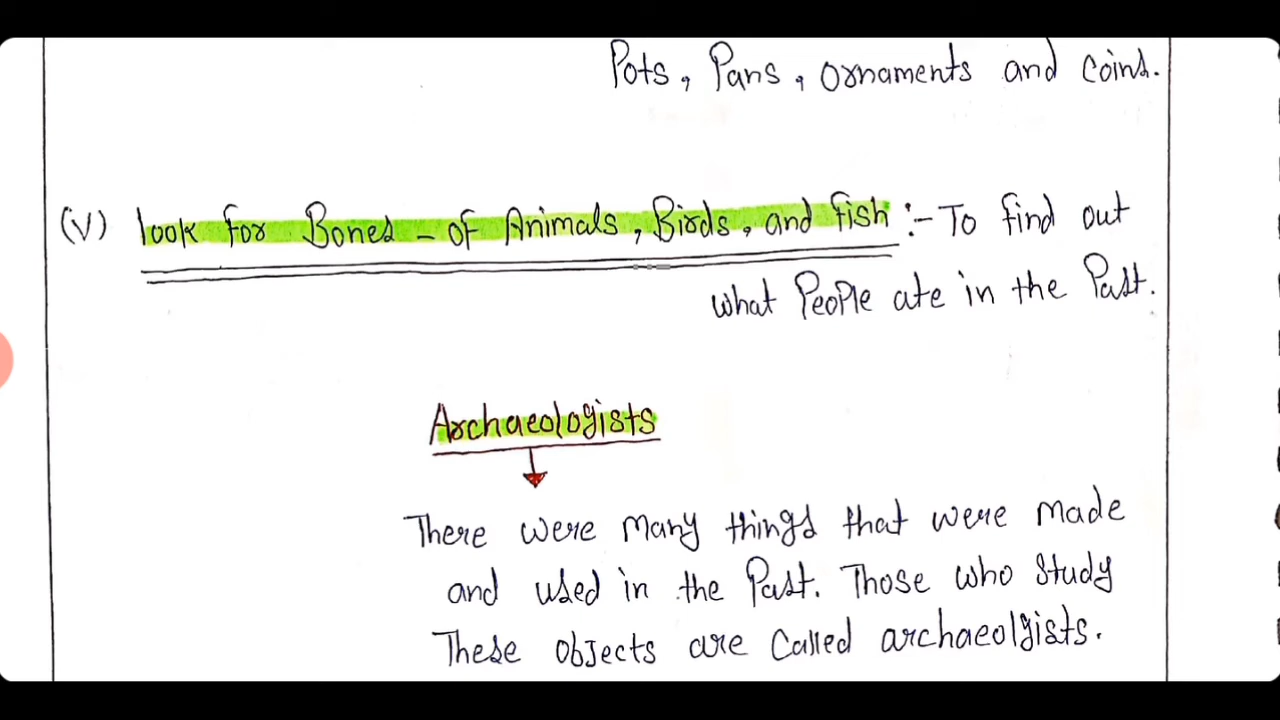 Pots, Pans, ornaments and coins.
(V) look for Bones - of Animals, Birds, and fish :- To find out
what People ate in the Past.
Archaeologists
There were many things that were made
and used in the Past. Those who study
These objects are called archaeolgists.